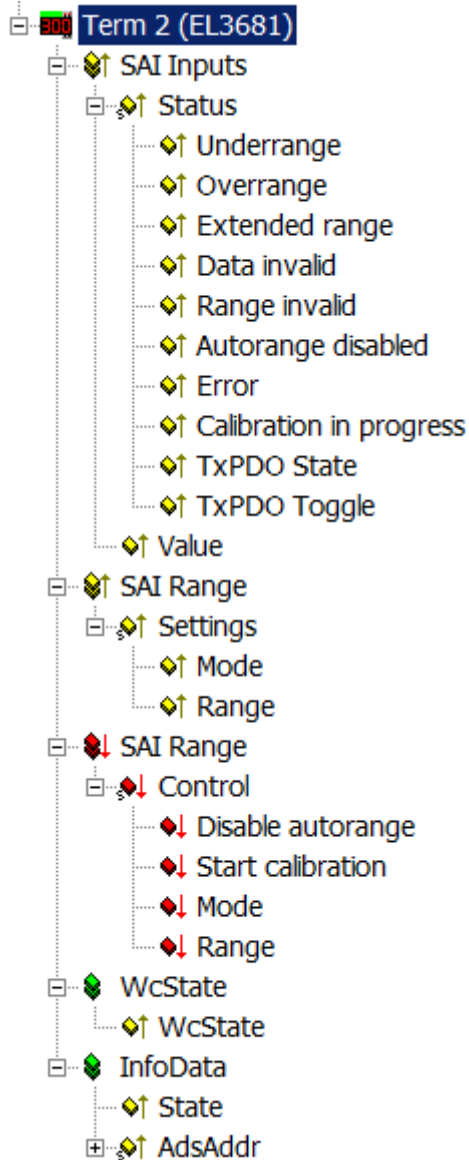 Term 2 (EL3681)
SAI Inputs
Status
Underrange
Overrange
Extended range
Data invalid
Range invalid
Autorange disabled
Error
Calibration in progress
TxPDO State
TxPDO Toggle
Value
SAI Range
Settings
Mode
Range
SAI Range
Control
Disable autorange
Start calibration
Mode
Range
WcState
WcState
InfoData
State
AdsAddr